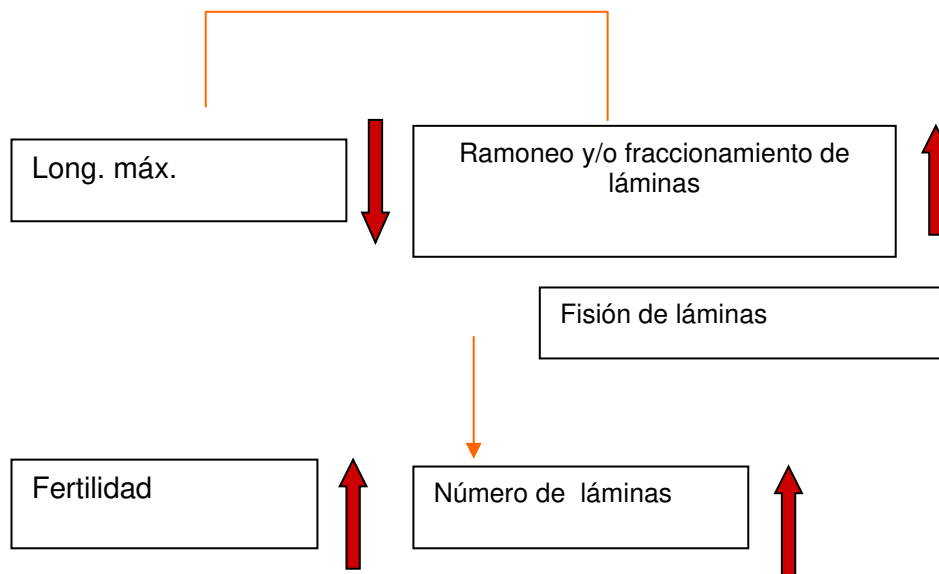 Long. máx.
Ramoneo y/o fraccionamiento de
láminas
Fisión de láminas
Fertilidad
Número de láminas